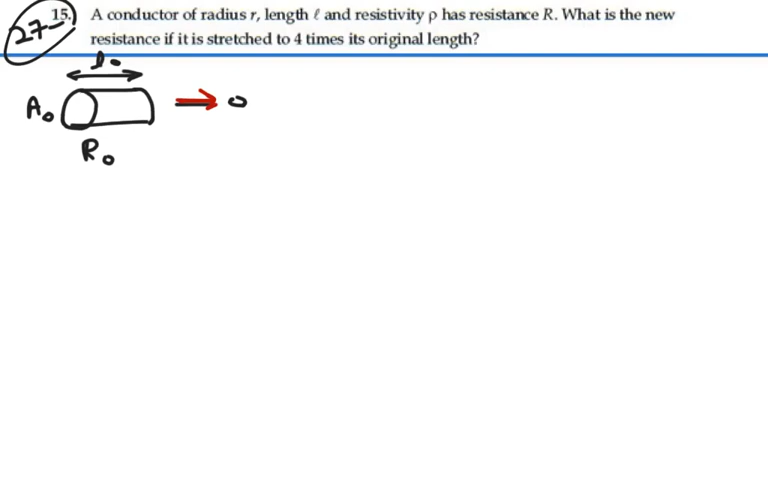 27- 15. A conductor of radius r, length ℓ and resistivity ρ has resistance R. What is the new
resistance if it is stretched to 4 times its original length?
l₀
A₀
R₀